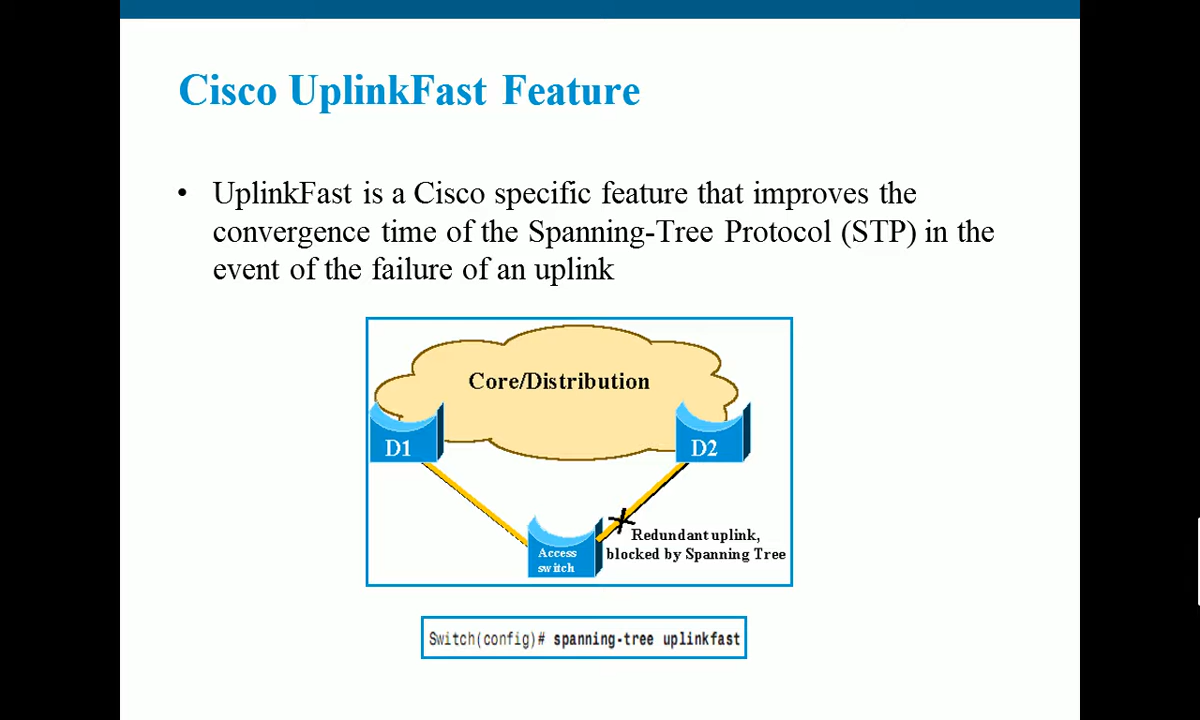 Cisco UplinkFast Feature
• UplinkFast is a Cisco specific feature that improves the
convergence time of the Spanning-Tree Protocol (STP) in the
event of the failure of an uplink
Core/Distribution
D1
D2
Access
switch
Redundant uplink,
blocked by Spanning Tree
Switch(config)# spanning-tree uplinkfast